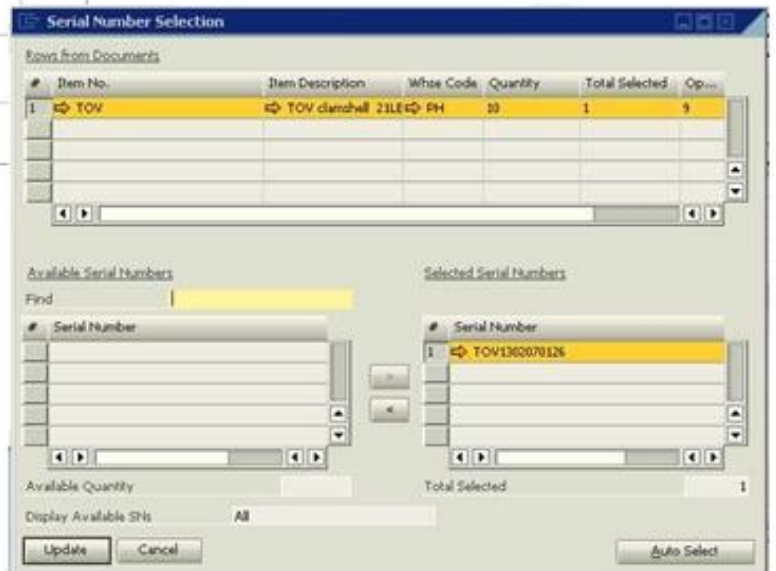 Serial Number Selection
Rows from Documents
# Item No. Item Description Whse Code Quantity Total Selected Op...
1 TOV TOV clamshell 21LE PH 10 1 9
Available Serial Numbers Selected Serial Numbers
Find
# Serial Number # Serial Number
1 TOV1302070126
> 
<
Available Quantity Total Selected 1
Display Available SNs All
Update Cancel Auto Select